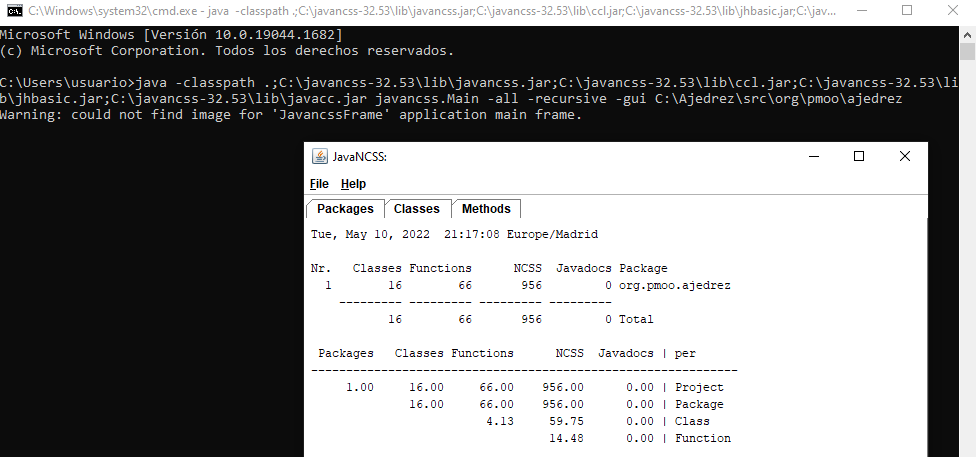 C:\Windows\system32\cmd.exe - java -classpath .;C:\javancss-32.53\lib\javancss.jar;C:\javancss-32.53\lib\ccl.jar;C:\javancss-32.53\lib\jhbasic.jar;C:\jav...
Microsoft Windows [Versión 10.0.19044.1682]
(c) Microsoft Corporation. Todos los derechos reservados.
C:\Users\usuario>java -classpath .;C:\javancss-32.53\lib\javancss.jar;C:\javancss-32.53\lib\ccl.jar;C:\javancss-32.53\li
b\jhbasic.jar;C:\javancss-32.53\lib\javacc.jar javancss.Main -all -recursive -gui C:\Ajedrez\src\org\pmoo\ajedrez
Warning: could not find image for 'JavancssFrame' application main frame.
JavaNCSS:
File Help
Packages Classes Methods
Tue, May 10, 2022 21:17:08 Europe/Madrid
Nr. Classes Functions NCSS Javadocs Package
1 16 66 956 0 org.pmoo.ajedrez
--------- --------- --------- ---------
16 66 956 0 Total
Packages Classes Functions NCSS Javadocs | per
-------------------------------------------------------------
1.00 16.00 66.00 956.00 0.00 | Project
16.00 66.00 956.00 0.00 | Package
4.13 59.75 0.00 | Class
14.48 0.00 | Function